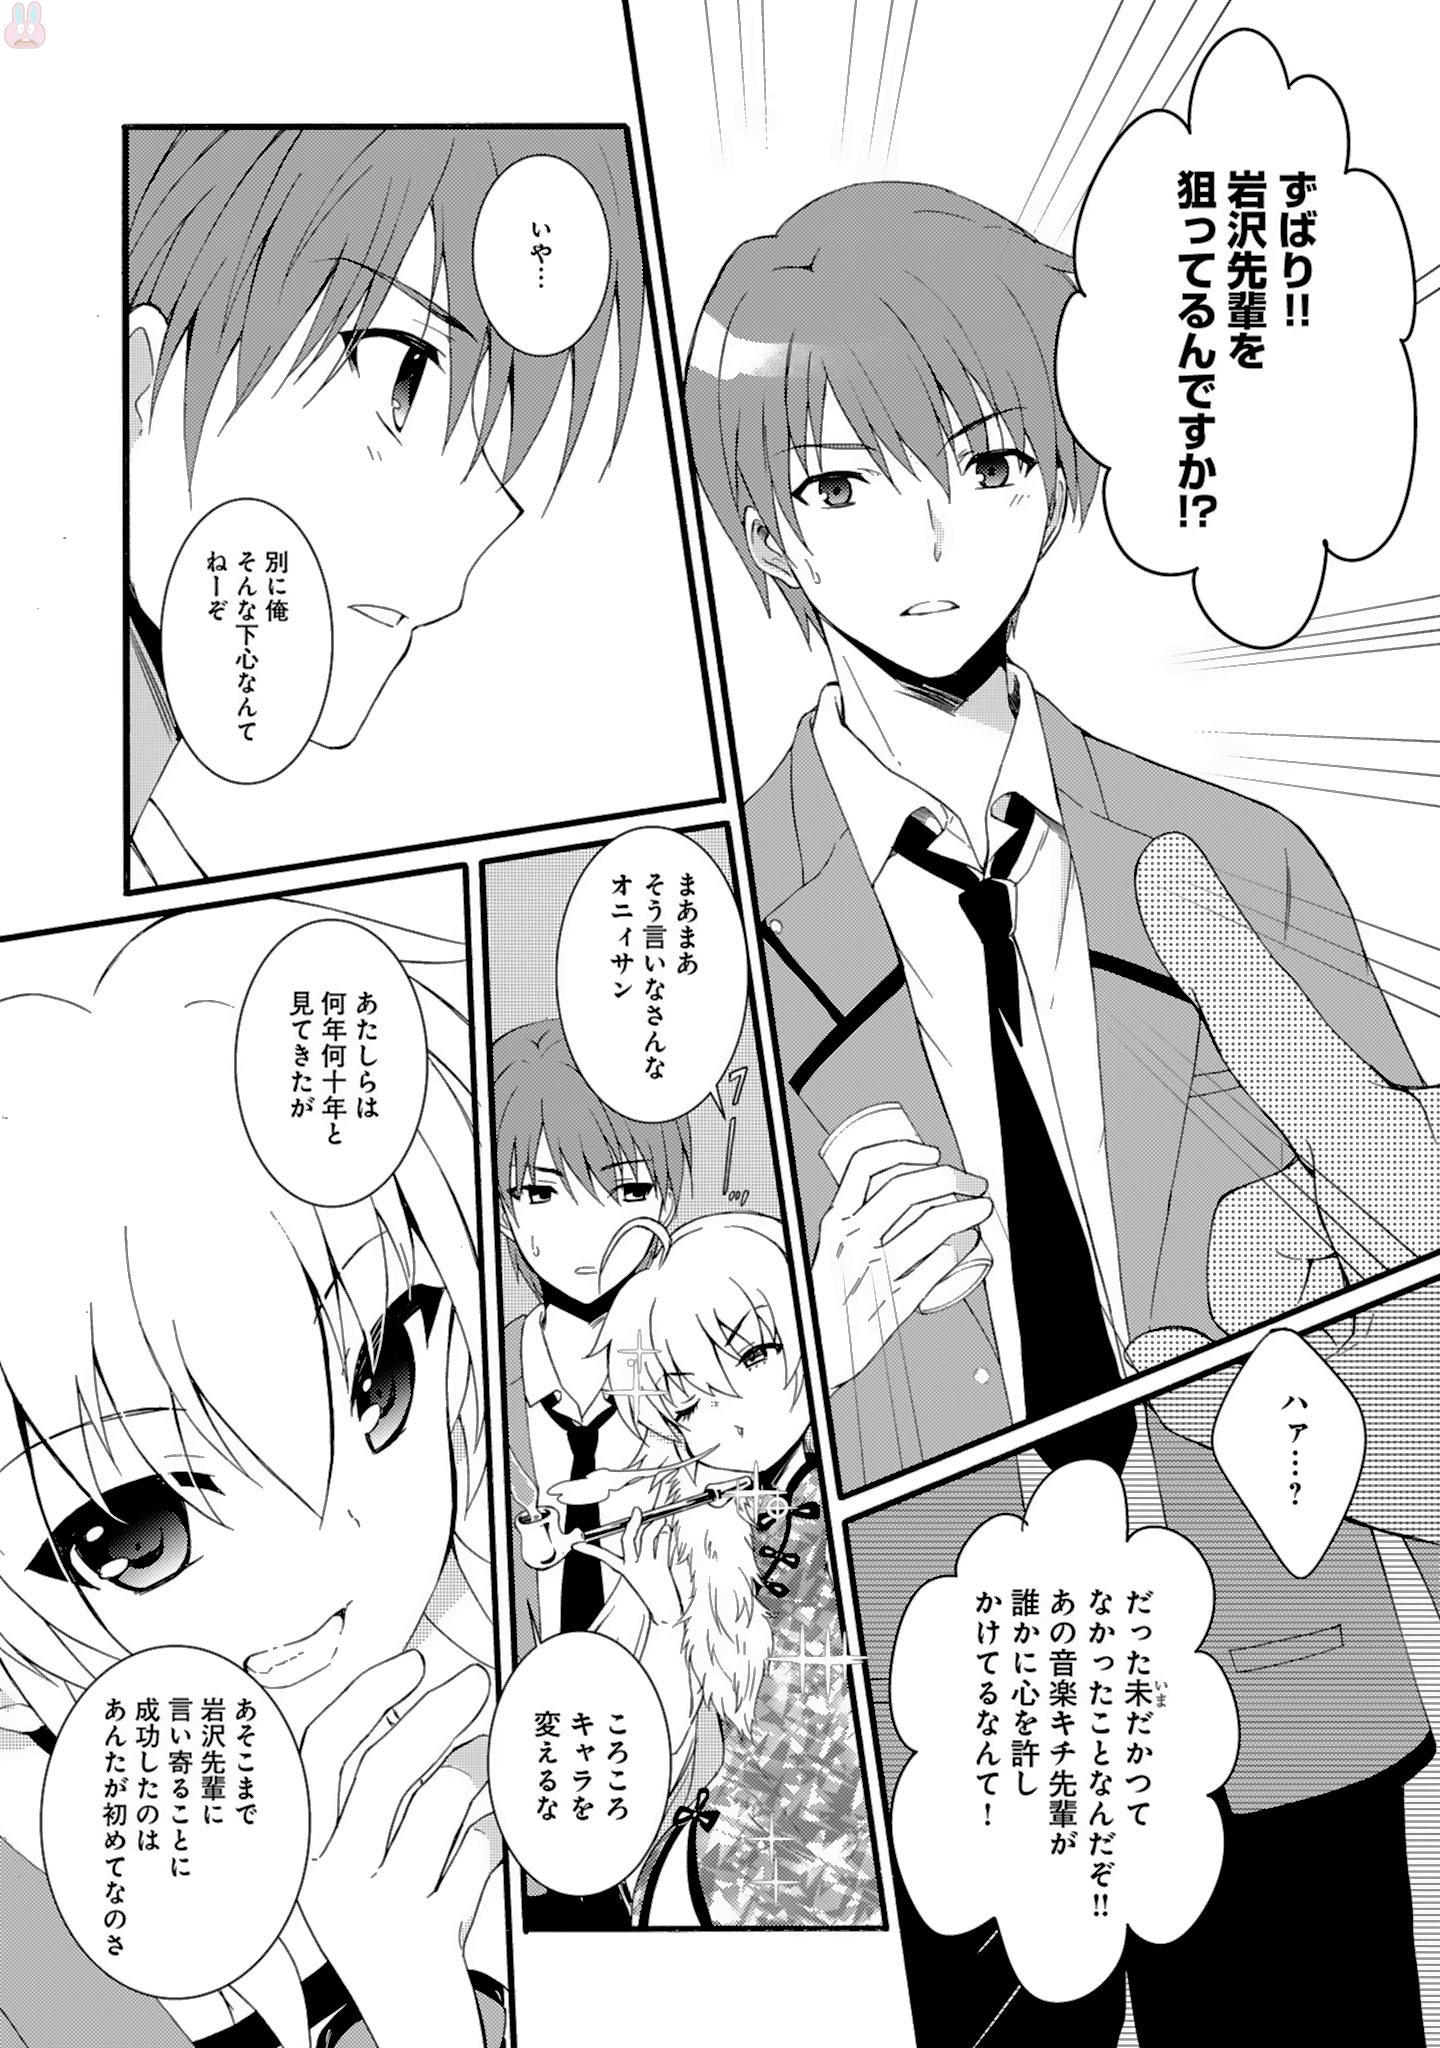 ずばり!!
岩沢先輩を
狙ってるんですか!?
ハァ…?
だった未だかつて
いま
なかったことなんだぞ!!
あの音楽キチ先輩が
誰かに心を許し
かけてるなんて!
いや…
別に俺
そんな下心なんて
ねーぞ
まあまあ
そう言いなさんな
オニィサン
フー…
ころころ
キャラを
変えるな
あたしらは
何年何十年と
見てきたが
あそこまで
岩沢先輩に
言い寄ることに
成功したのは
あんたが初めてなのさ